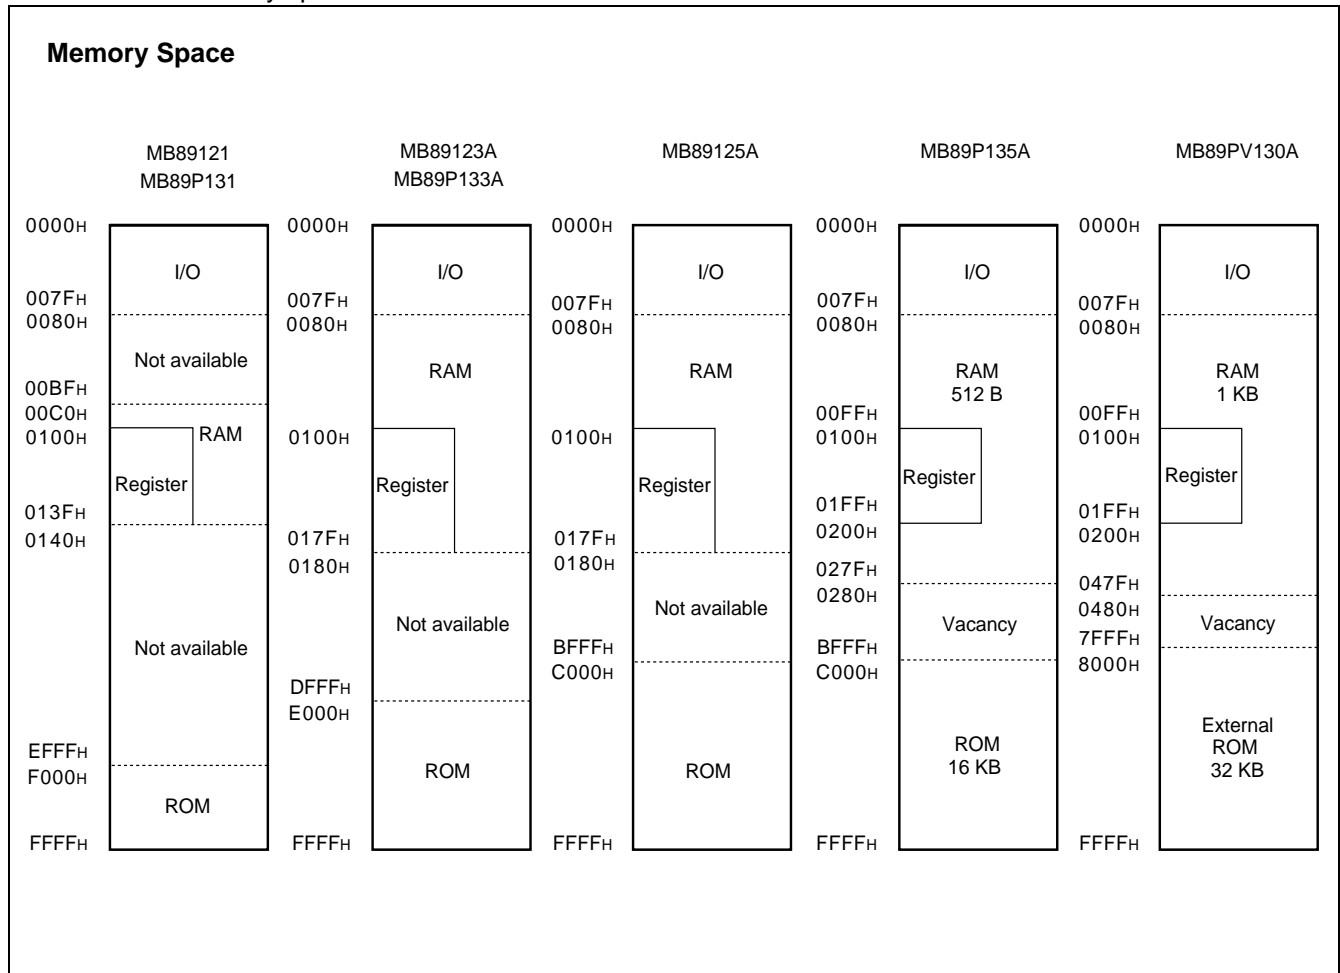 Memory Space
MB89121
MB89P131
0000H
007FH
0080H
00BFH
00C0H
0100H
013FH
0140H
EFFFH
F000H
FFFFH
I/O
Not available
RAM
Register
Not available
ROM
MB89123A
MB89P133A
0000H
007FH
0080H
0100H
017FH
0180H
DFFFH
E000H
FFFFH
I/O
RAM
Register
Not available
ROM
MB89125A
0000H
007FH
0080H
0100H
017FH
0180H
BFFFH
C000H
FFFFH
I/O
RAM
Register
Not available
ROM
MB89P135A
0000H
007FH
0080H
00FFH
0100H
01FFH
0200H
027FH
0280H
BFFFH
C000H
FFFFH
I/O
RAM
512 B
Register
Vacancy
ROM
16 KB
MB89PV130A
0000H
007FH
0080H
00FFH
0100H
01FFH
0200H
047FH
0480H
7FFFH
8000H
FFFFH
I/O
RAM
1 KB
Register
Vacancy
External
ROM
32 KB